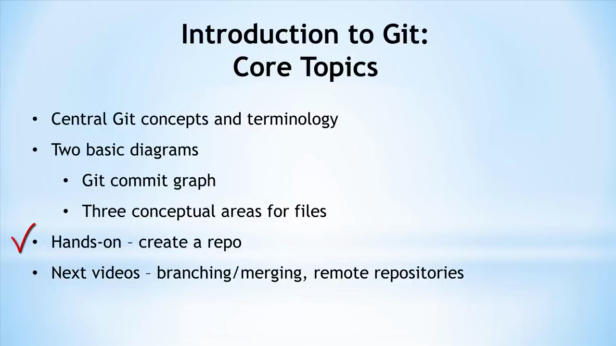 Introduction to Git:
Core Topics
• Central Git concepts and terminology
• Two basic diagrams
• Git commit graph
• Three conceptual areas for files
• Hands-on – create a repo
• Next videos – branching/merging, remote repositories